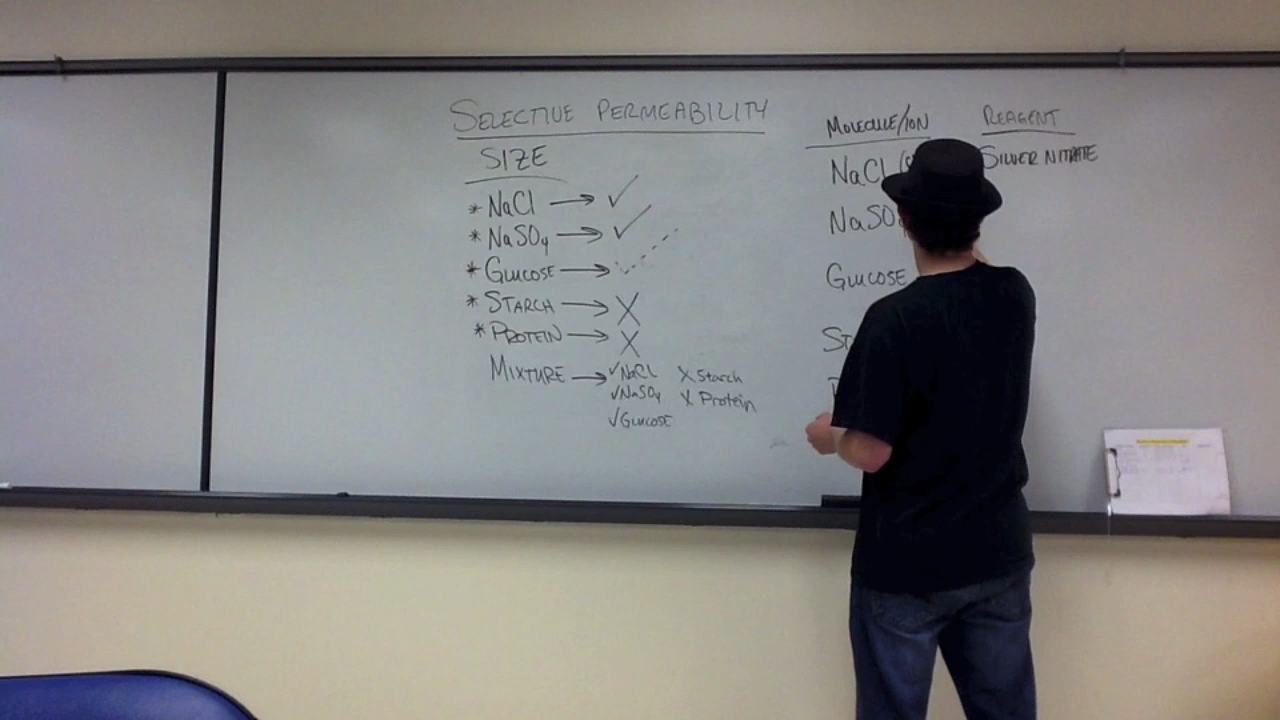 SELECTIVE PERMEABILITY
SIZE
* NaCl → ✓
* NaSO4 → ✓
* GLUCOSE → ✓
* STARCH → X
* PROTEIN → X
MIXTURE → ✓NaCl X Starch
✓NaSO4 X Protein
✓GLUCOSE
MOLECULE/ION REAGENT
NaCl SILVER NITRATE
NaSO
GLUCOSE
ST